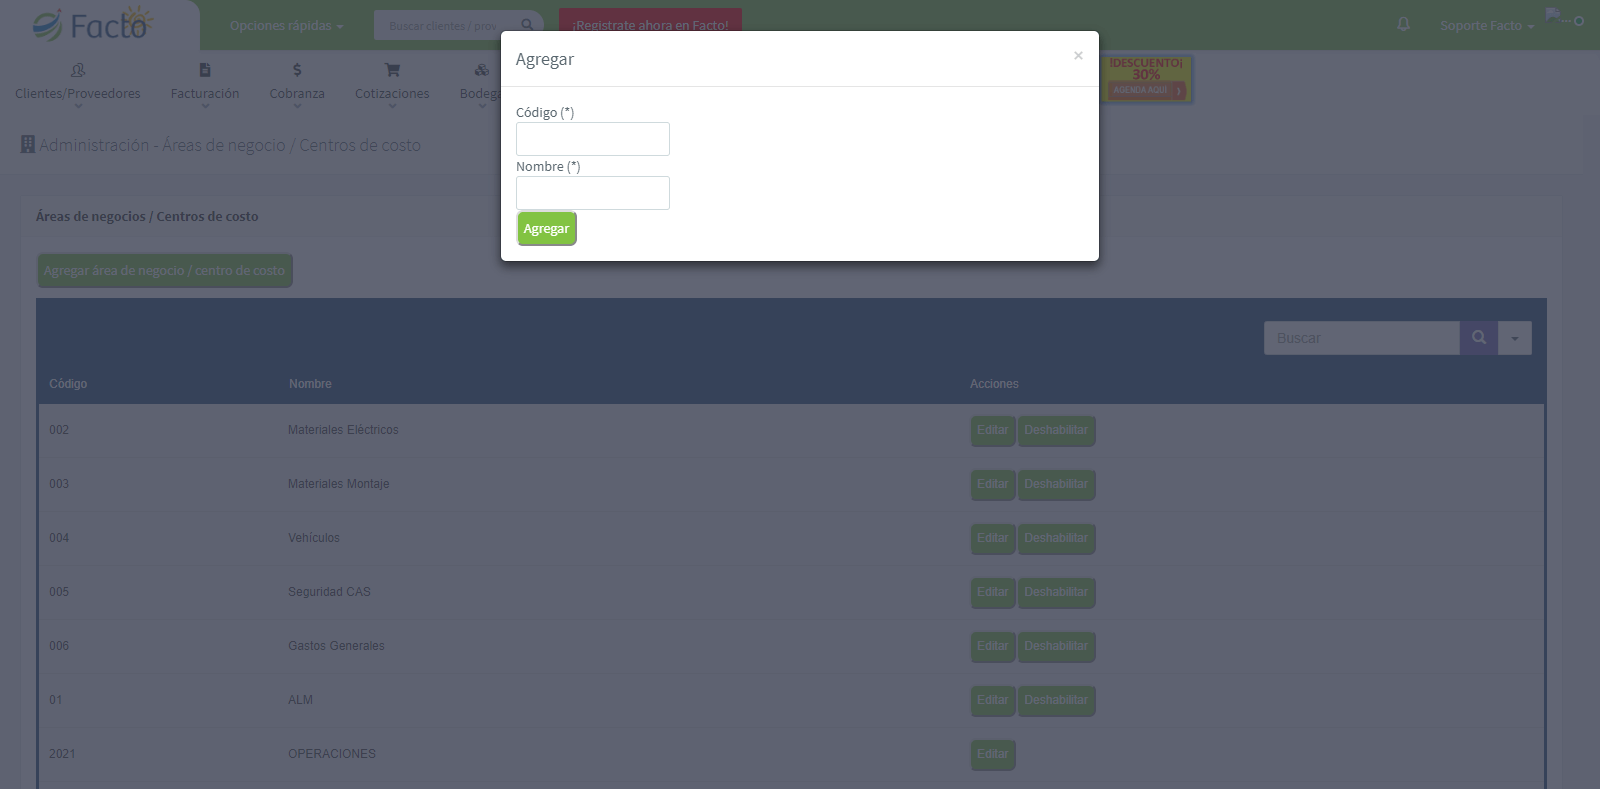 Facto
Opciones rápidas
Buscar clientes / prov
¡Registrate ahora en Facto!
Soporte Facto
Clientes/Proveedores
Facturación
Cobranza
Cotizaciones
Bodega
!DESCUENTO¡
30%
AGENDA AQUÍ
Administración - Áreas de negocio / Centros de costo
Agregar
×
Código (*)
Nombre (*)
Agregar
Áreas de negocios / Centros de costo
Agregar área de negocio / centro de costo
Buscar
Código Nombre Acciones
002 Materiales Eléctricos Editar Deshabilitar
003 Materiales Montaje Editar Deshabilitar
004 Vehículos Editar Deshabilitar
005 Seguridad CAS Editar Deshabilitar
006 Gastos Generales Editar Deshabilitar
01 ALM Editar Deshabilitar
2021 OPERACIONES Editar